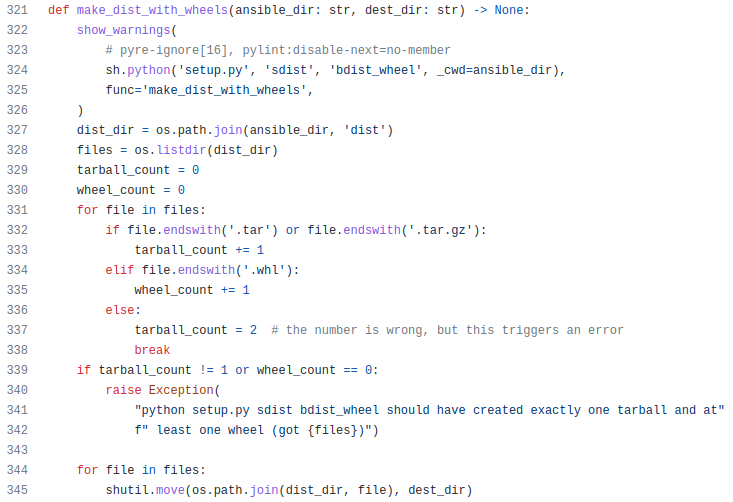 321 def make_dist_with_wheels(ansible_dir: str, dest_dir: str) -> None:
322     show_warnings(
323         # pyre-ignore[16], pylint:disable-next=no-member
324         sh.python('setup.py', 'sdist', 'bdist_wheel', _cwd=ansible_dir),
325         func='make_dist_with_wheels',
326     )
327     dist_dir = os.path.join(ansible_dir, 'dist')
328     files = os.listdir(dist_dir)
329     tarball_count = 0
330     wheel_count = 0
331     for file in files:
332         if file.endswith('.tar') or file.endswith('.tar.gz'):
333             tarball_count += 1
334         elif file.endswith('.whl'):
335             wheel_count += 1
336         else:
337             tarball_count = 2  # the number is wrong, but this triggers an error
338             break
339     if tarball_count != 1 or wheel_count == 0:
340         raise Exception(
341             "python setup.py sdist bdist_wheel should have created exactly one tarball and at"
342             f" least one wheel (got {files})")
343
344     for file in files:
345         shutil.move(os.path.join(dist_dir, file), dest_dir)